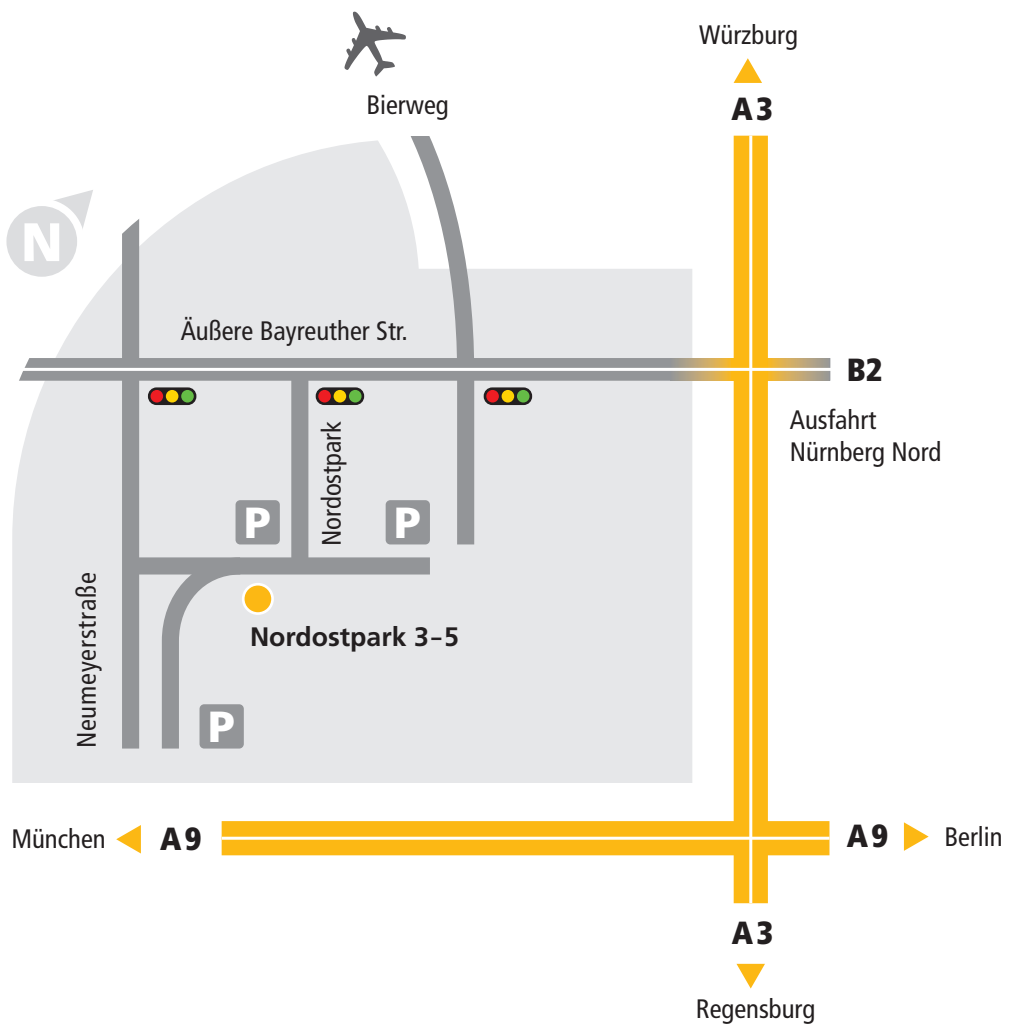 Würzburg
A3
Bierweg
N
Äußere Bayreuther Str.
B2
Ausfahrt
Nürnberg Nord
Nordostpark
P
P
Neumeyerstraße
Nordostpark 3–5
P
München
A9
A9
Berlin
A3
Regensburg